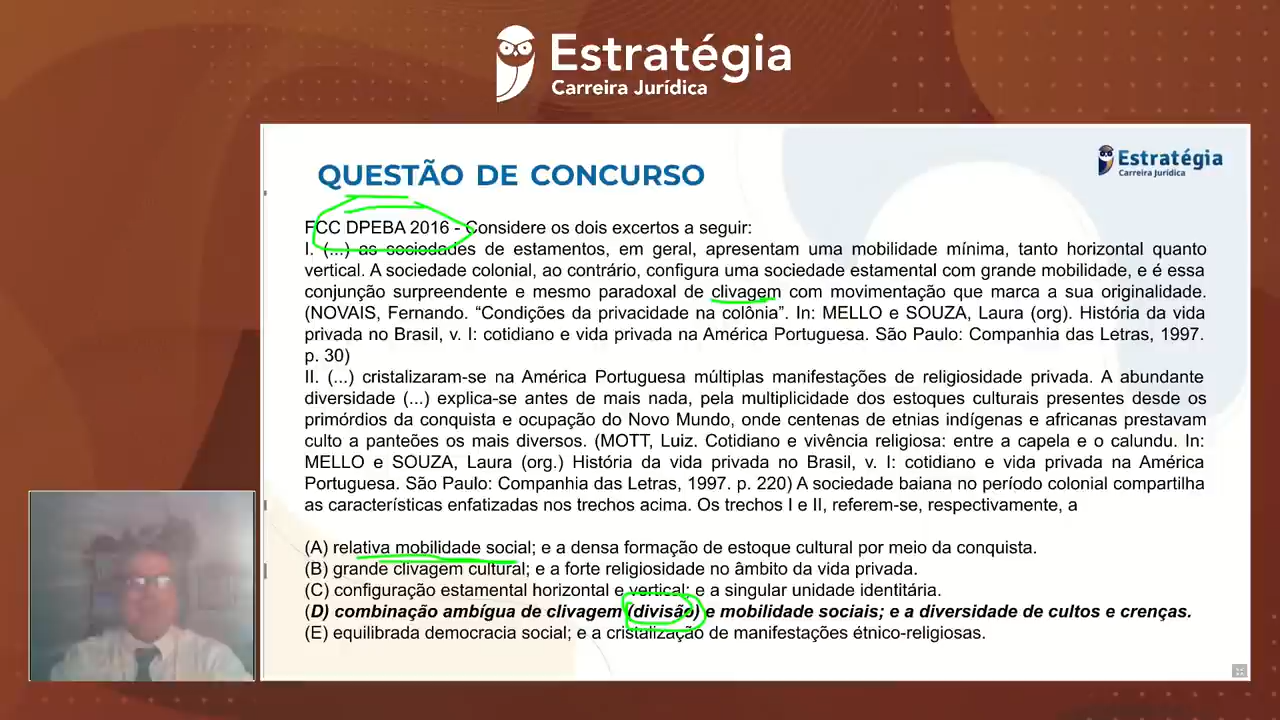 Estratégia
Carreira Jurídica
QUESTÃO DE CONCURSO
Estratégia
Carreira Jurídica
FCC DPEBA 2016 - Considere os dois excertos a seguir:
I. (...) as sociedades de estamentos, em geral, apresentam uma mobilidade mínima, tanto horizontal quanto
vertical. A sociedade colonial, ao contrário, configura uma sociedade estamental com grande mobilidade, e é essa
conjunção surpreendente e mesmo paradoxal de clivagem com movimentação que marca a sua originalidade.
(NOVAIS, Fernando. “Condições da privacidade na colônia”. In: MELLO e SOUZA, Laura (org). História da vida
privada no Brasil, v. I: cotidiano e vida privada na América Portuguesa. São Paulo: Companhia das Letras, 1997.
p. 30)
II. (...) cristalizaram-se na América Portuguesa múltiplas manifestações de religiosidade privada. A abundante
diversidade (...) explica-se antes de mais nada, pela multiplicidade dos estoques culturais presentes desde os
primórdios da conquista e ocupação do Novo Mundo, onde centenas de etnias indígenas e africanas prestavam
culto a panteões os mais diversos. (MOTT, Luiz. Cotidiano e vivência religiosa: entre a capela e o calundu. In:
MELLO e SOUZA, Laura (org.) História da vida privada no Brasil, v. I: cotidiano e vida privada na América
Portuguesa. São Paulo: Companhia das Letras, 1997. p. 220) A sociedade baiana no período colonial compartilha
as características enfatizadas nos trechos acima. Os trechos I e II, referem-se, respectivamente, a
(A) relativa mobilidade social; e a densa formação de estoque cultural por meio da conquista.
(B) grande clivagem cultural; e a forte religiosidade no âmbito da vida privada.
(C) configuração estamental horizontal e vertical; e a singular unidade identitária.
(D) combinação ambígua de clivagem (divisão) e mobilidade sociais; e a diversidade de cultos e crenças.
(E) equilibrada democracia social; e a cristalização de manifestações étnico-religiosas.